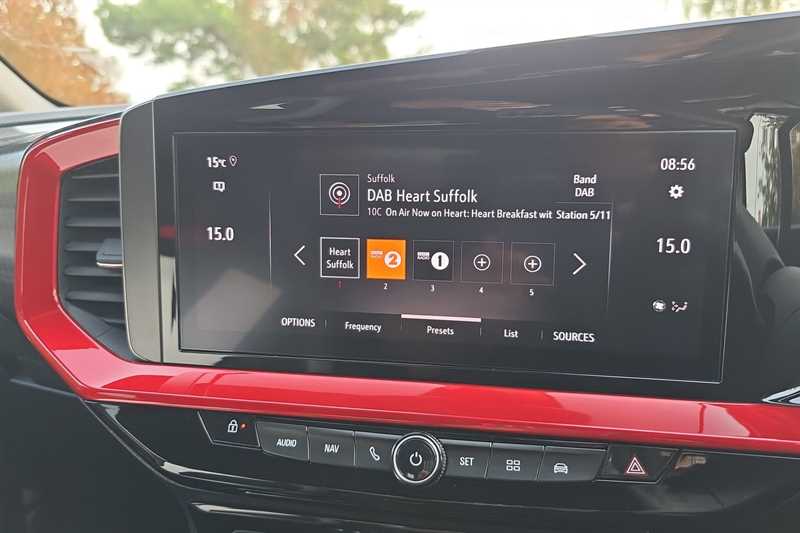 15℃
08:56
Suffolk
DAB Heart Suffolk
10C On Air Now on Heart: Heart Breakfast wit
Band
DAB
Station 5/11
15.0
15.0
Heart
Suffolk
2
1
1
2
3
4
5
OPTIONS
Frequency
Presets
List
SOURCES
AUDIO
NAV
SET